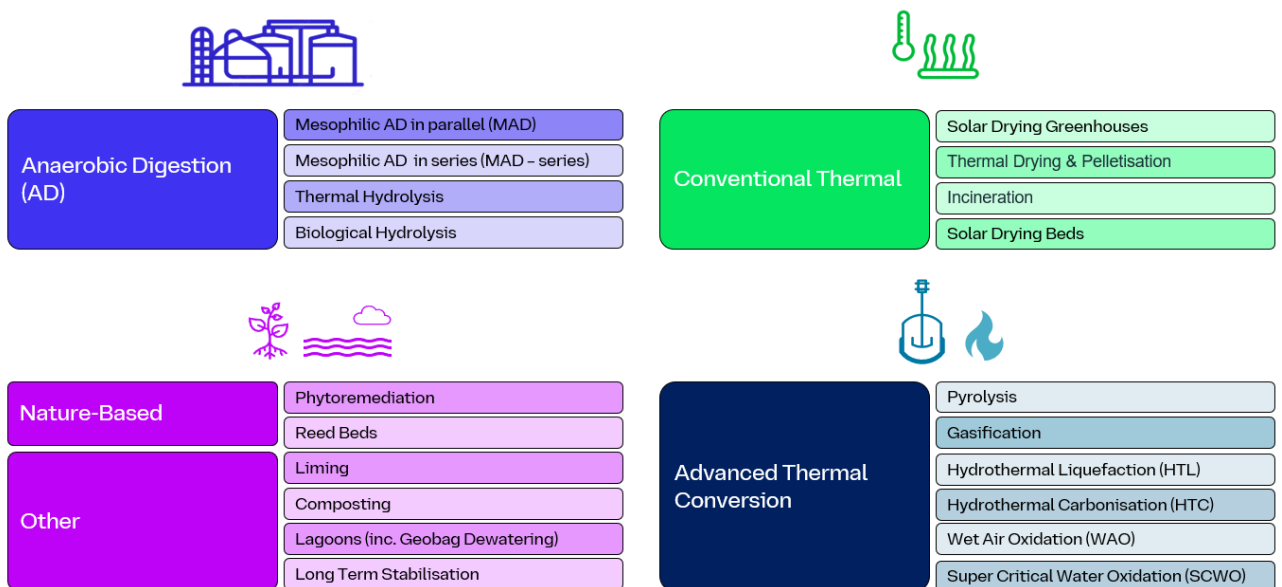 Anaerobic Digestion
(AD)
Mesophilic AD in parallel (MAD)
Mesophilic AD in series (MAD – series)
Thermal Hydrolysis
Biological Hydrolysis
Conventional Thermal
Solar Drying Greenhouses
Thermal Drying & Pelletisation
Incineration
Solar Drying Beds
Nature-Based
Phytoremediation
Reed Beds
Other
Liming
Composting
Lagoons (inc. Geobag Dewatering)
Long Term Stabilisation
Advanced Thermal
Conversion
Pyrolysis
Gasification
Hydrothermal Liquefaction (HTL)
Hydrothermal Carbonisation (HTC)
Wet Air Oxidation (WAO)
Super Critical Water Oxidation (SCWO)